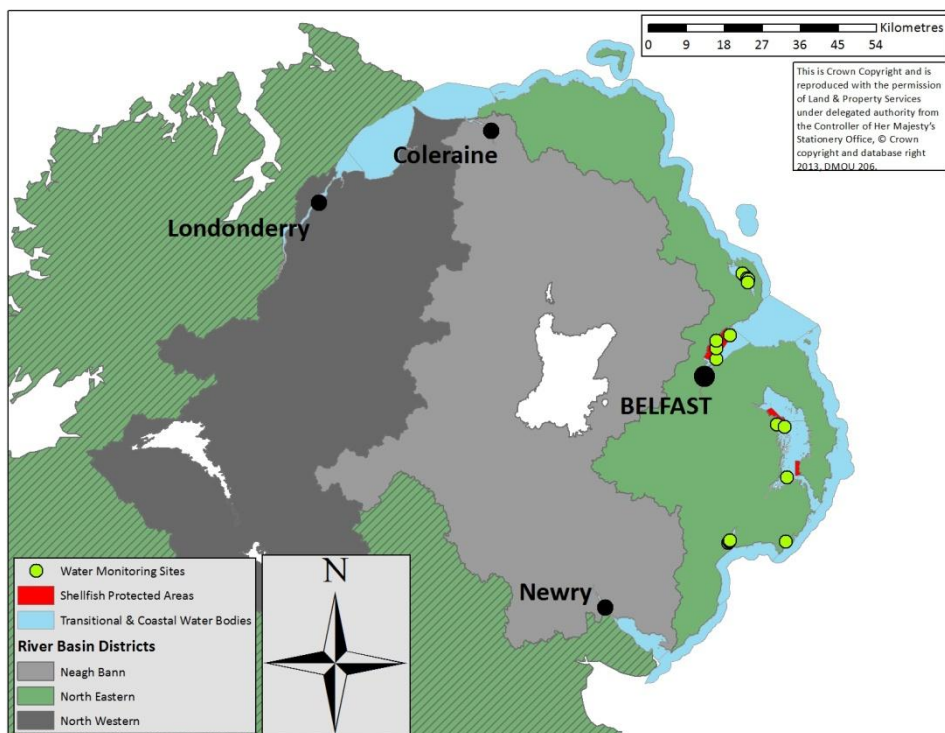 Kilometres
0 9 18 27 36 45 54
This is Crown Copyright and is
reproduced with the permission
of Land & Property Services
under delegated authority from
the Controller of Her Majesty's
Stationery Office, © Crown
copyright and database right
2013, DMOU 206.
Coleraine
Londonderry
BELFAST
Newry
Water Monitoring Sites
Shellfish Protected Areas
Transitional & Coastal Water Bodies
River Basin Districts
Neagh Bann
North Eastern
North Western
N